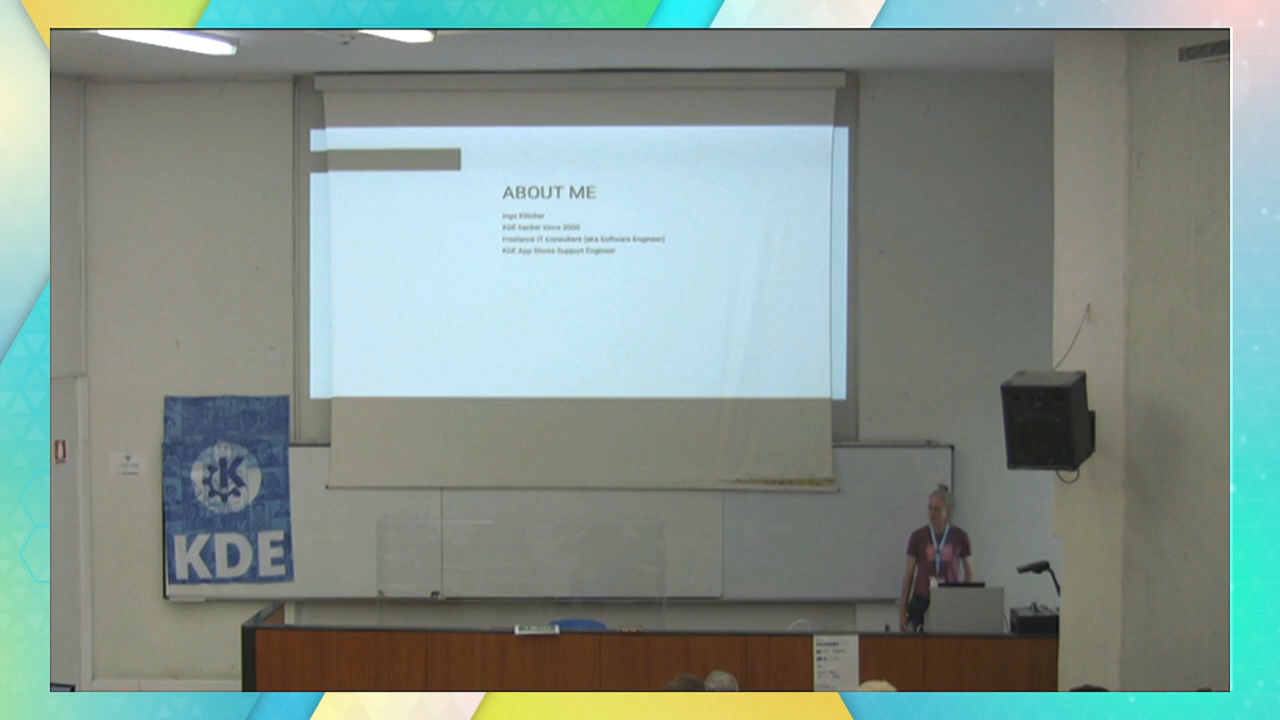 ABOUT ME
Ingo Klöcker
KDE hacker since 2000
Freelance IT Consultant (aka Software Engineer)
KDE App Stores Support Engineer
K
KDE